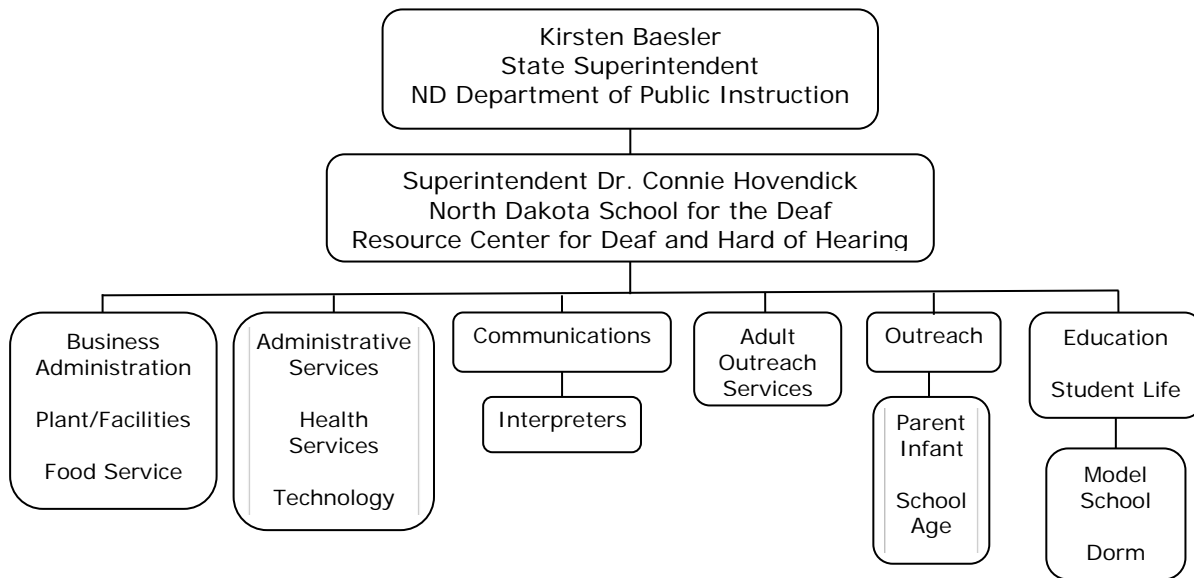 Kirsten Baesler
State Superintendent
ND Department of Public Instruction
Superintendent Dr. Connie Hovendick
North Dakota School for the Deaf
Resource Center for Deaf and Hard of Hearing
Business
Administration
Plant/Facilities
Food Service
Administrative
Services
Health
Services
Technology
Communications
Interpreters
Adult
Outreach
Services
Outreach
Parent
Infant
School
Age
Education
Student Life
Model
School
Dorm